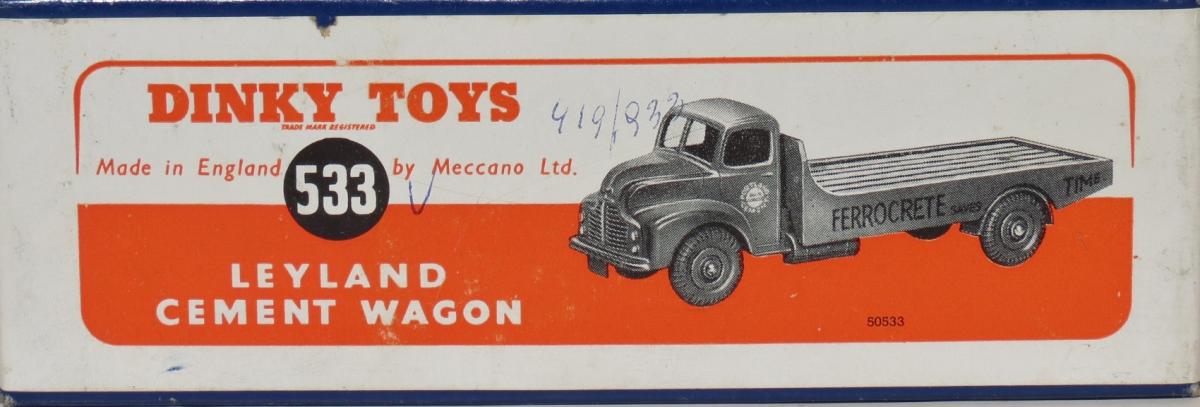 DINKY TOYS
TRADE MARK REGISTERED
419/933
Made in England 533 by Meccano Ltd.
LEYLAND
CEMENT WAGON
FERROCRETE SAVES TIME
50533